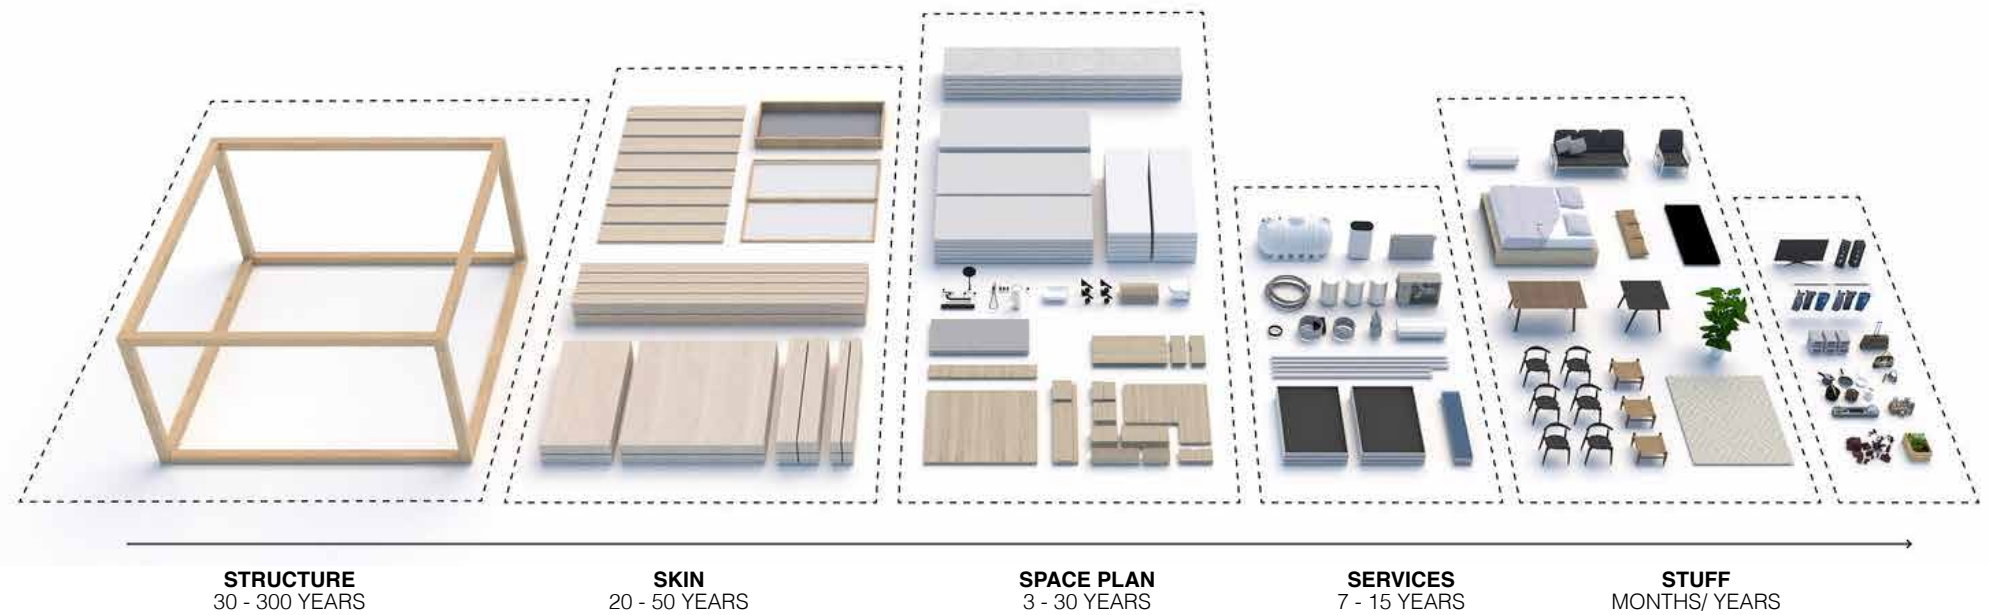 STRUCTURE
30 - 300 YEARS
SKIN
20 - 50 YEARS
SPACE PLAN
3 - 30 YEARS
SERVICES
7 - 15 YEARS
STUFF
MONTHS/ YEARS